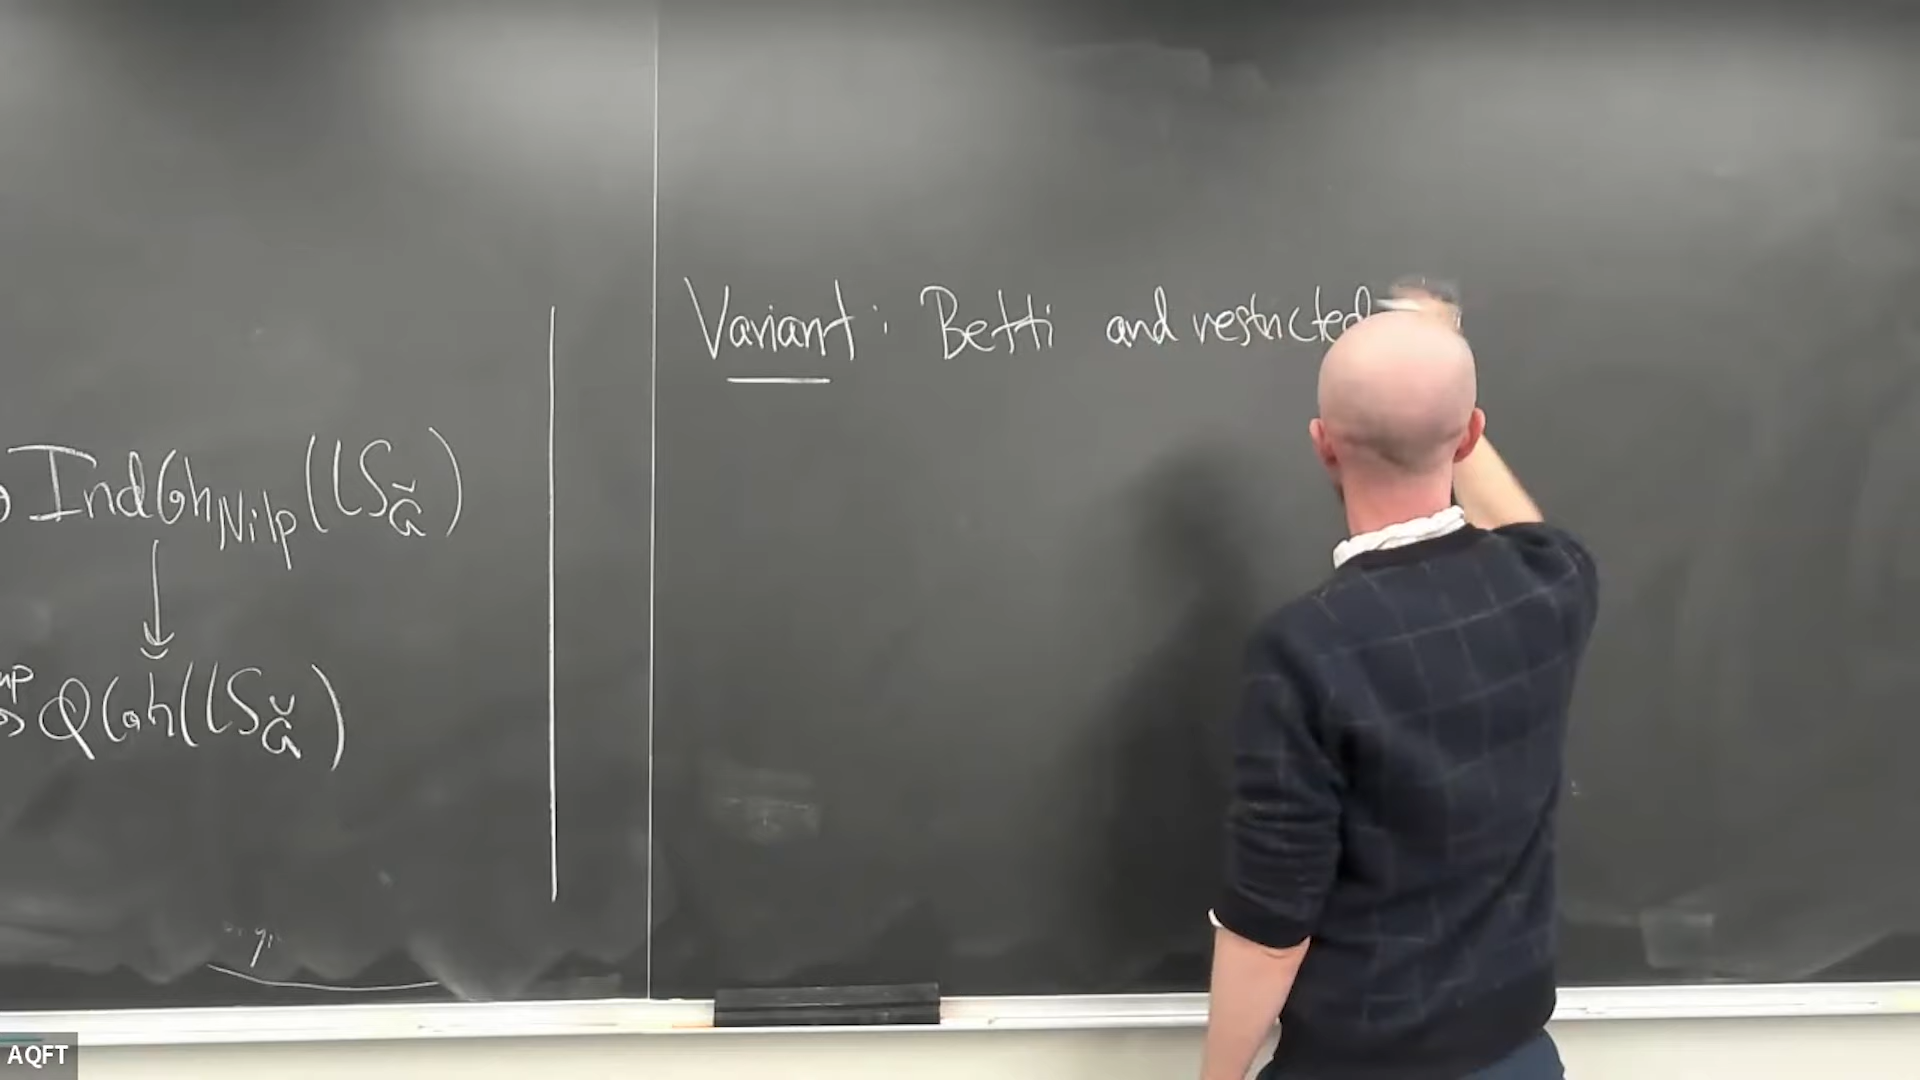 IndCoh_Nilp(LS_Ǧ)
↓
QCoh(LS_Ǧ)
Variant: Betti and restricted
AQFT